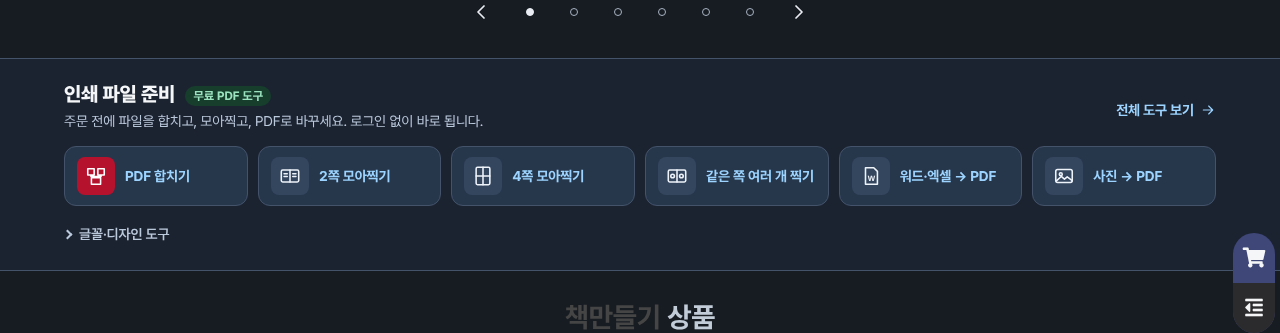 인쇄 파일 준비 무료 PDF 도구
주문 전에 파일을 합치고, 모아찍고, PDF로 바꾸세요. 로그인 없이 바로 됩니다.
전체 도구 보기 →
PDF 합치기
2쪽 모아찍기
4쪽 모아찍기
같은 쪽 여러 개 찍기
W
워드·엑셀 → PDF
사진 → PDF
글꼴·디자인 도구
책만들기 상품